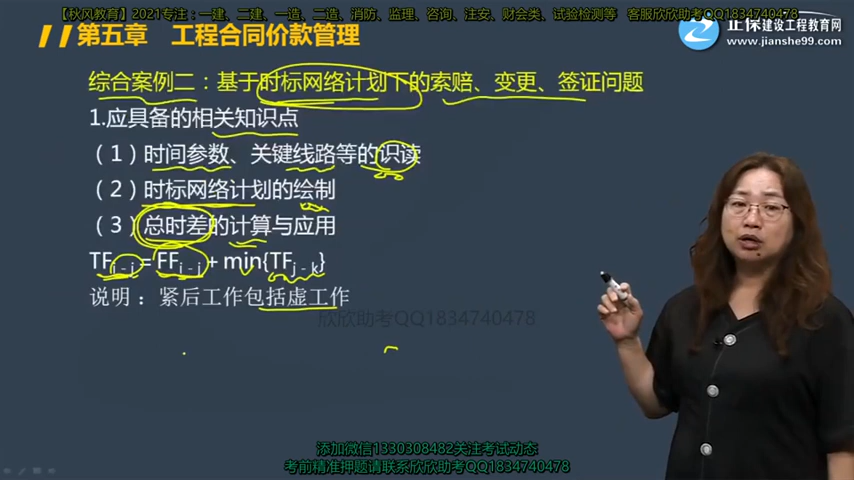 【秋风教育】2021专注：一建、二建、一造、二造、消防、监理、咨询、注安、财会类、试验检测等 客服欣欣助考QQ1834740478
第五章 工程合同价款管理
正保建设工程教育网
www.jianshe99.com
综合案例二：基于时标网络计划下的索赔、变更、签证问题
1.应具备的相关知识点
（1）时间参数、关键线路等的识读
（2）时标网络计划的绘制
（3）总时差的计算与应用
TFi－j=FFi－j+min{TFj－k}
说明：紧后工作包括虚工作
欣欣助考QQ1834740478
添加微信1330308482关注考试动态
考前精准押题请联系欣欣助考QQ1834740478